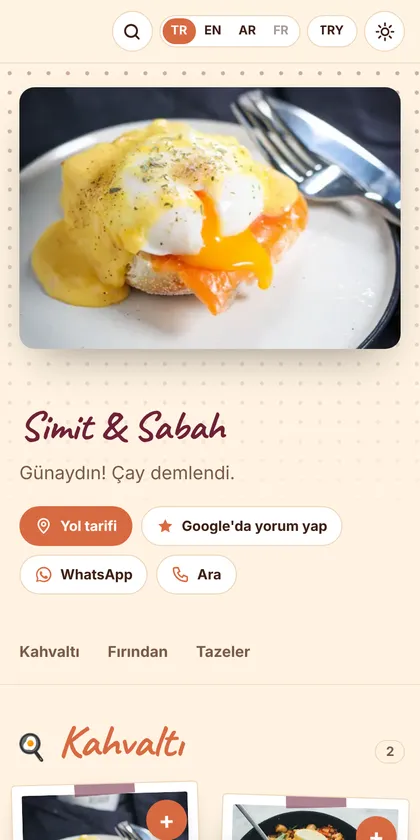 TR EN AR FR TRY
Simit & Sabah
Günaydın! Çay demlendi.
Yol tarifi Google'da yorum yap
WhatsApp Ara
Kahvaltı Fırından Tazeler
Kahvaltı 2